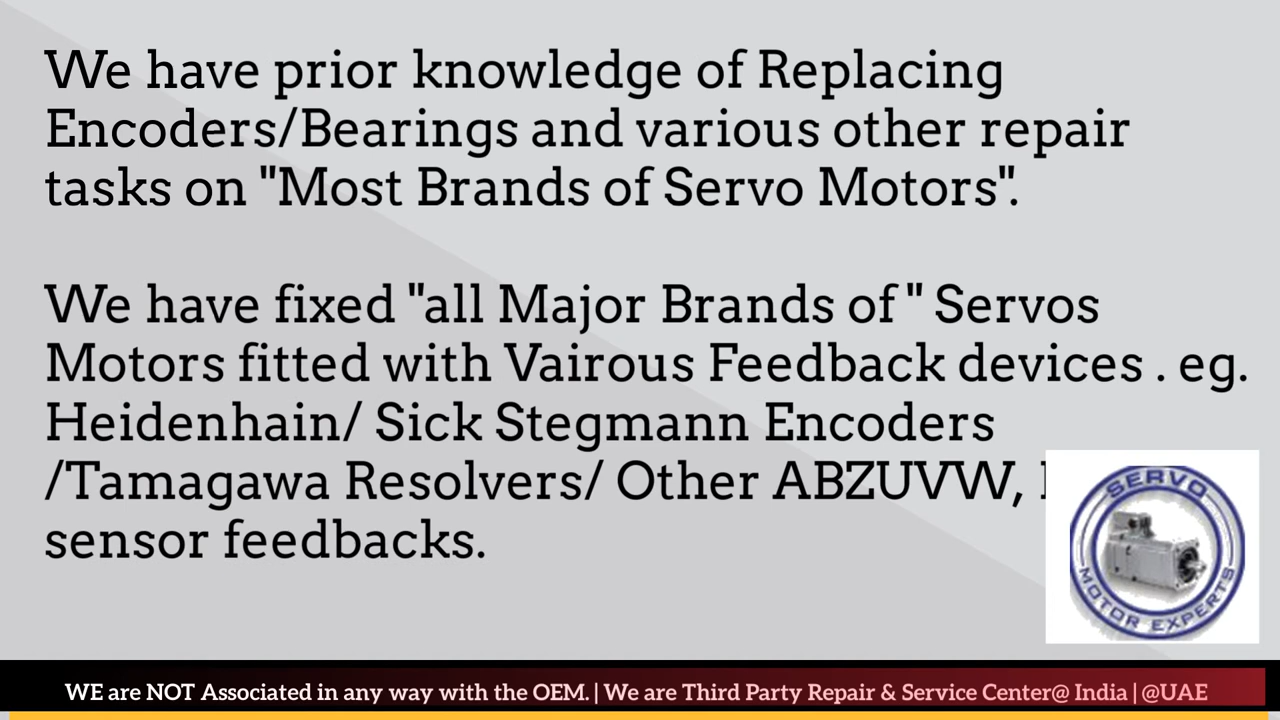 We have prior knowledge of Replacing
Encoders/Bearings and various other repair
tasks on "Most Brands of Servo Motors".
We have fixed "all Major Brands of " Servos
Motors fitted with Vairous Feedback devices . eg.
Heidenhain/ Sick Stegmann Encoders
/Tamagawa Resolvers/ Other ABZUVW,
sensor feedbacks.
SERVO
MOTOR EXPERTS
WE are NOT Associated in any way with the OEM. | We are Third Party Repair & Service Center@ India | @UAE